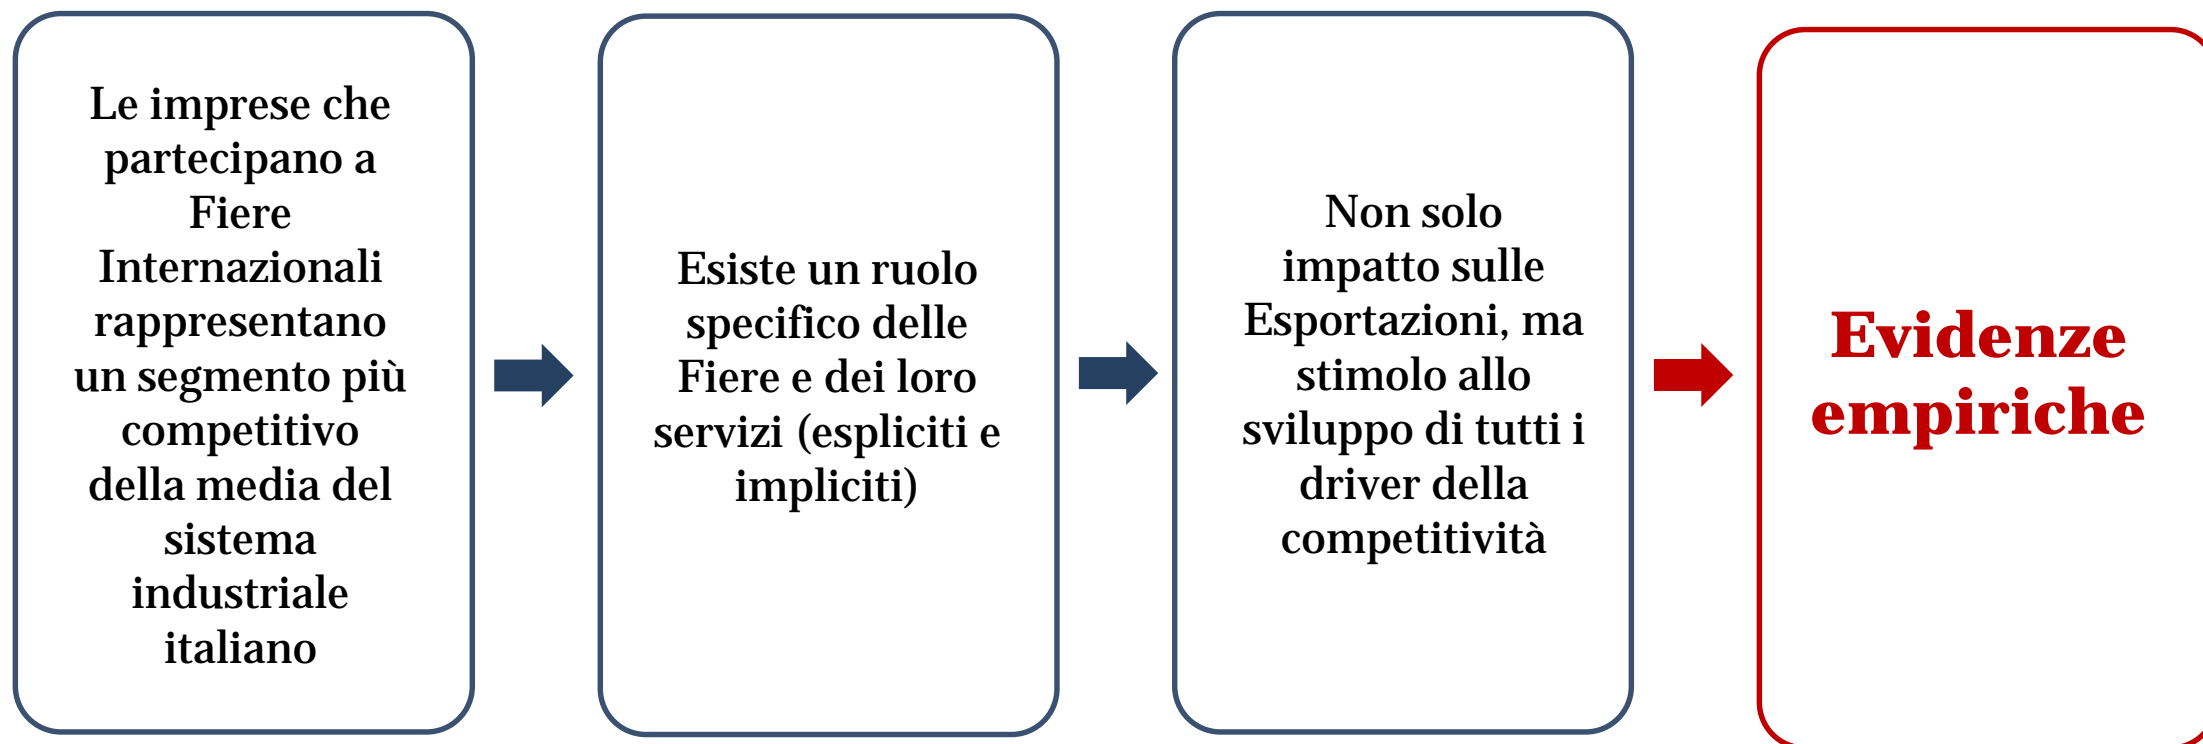 Le imprese che
partecipano a
Fiere
Internazionali
rappresentano
un segmento più
competitivo
della media del
sistema
industriale
italiano
Esiste un ruolo
specifico delle
Fiere e dei loro
servizi (espliciti e
impliciti)
Non solo
impatto sulle
Esportazioni, ma
stimolo allo
sviluppo di tutti i
driver della
competitività
Evidenze
empiriche